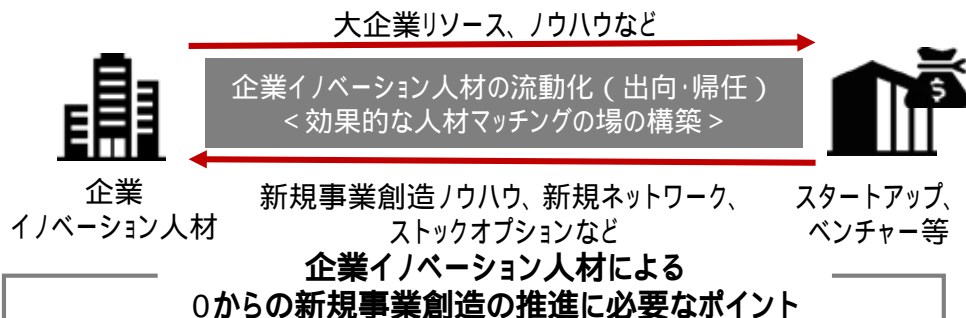 大企業リソース、ノウハウなど
企業イノベーション人材の流動化(出向・帰任)
<効果的な人材マッチングの場の構築>
企業
イノベーション人材
新規事業創造ノウハウ、新規ネットワーク、
ストックオプションなど
スタートアップ、
ベンチャー等
企業イノベーション人材による
0からの新規事業創造の推進に必要なポイント
$